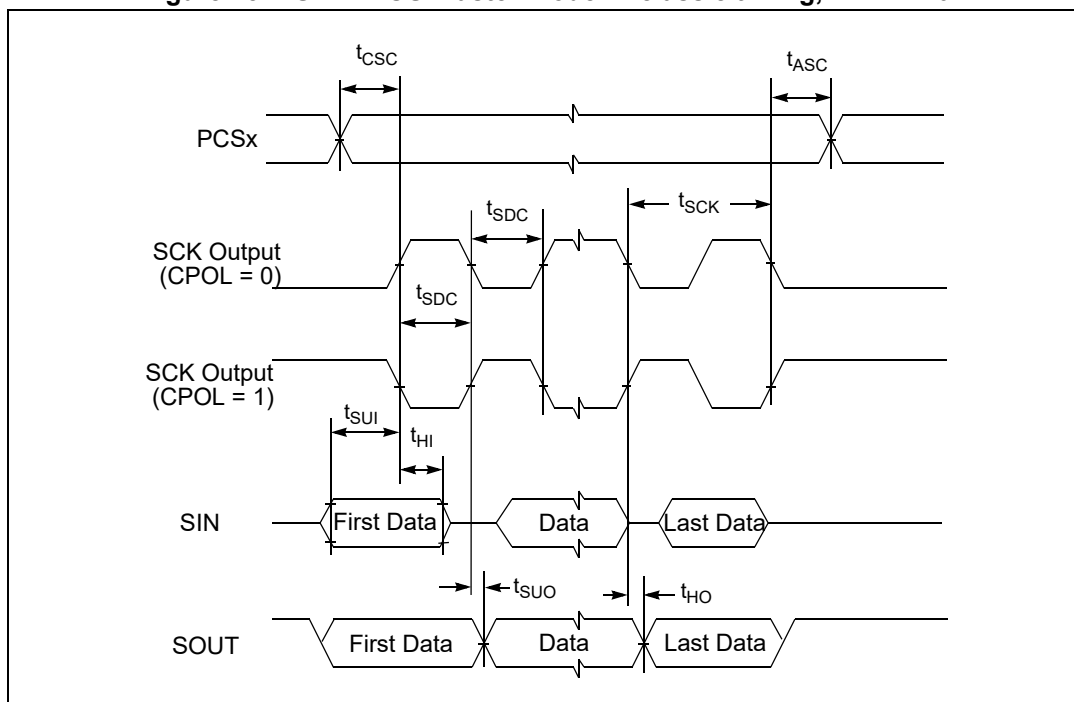 tCSC
tASC
PCSx
tSCK
tSDC
SCK Output
(CPOL = 0)
tSDC
SCK Output
(CPOL = 1)
tSUI
tHI
SIN
First Data
Data
Last Data
tSUO
tHO
SOUT
First Data
Data
Last Data